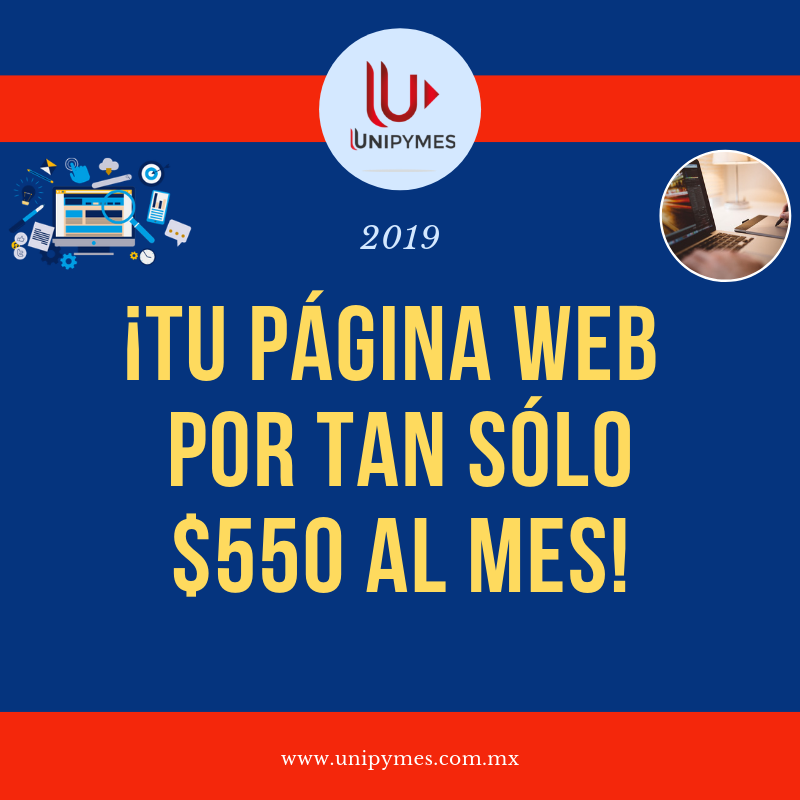 UNIPYMES
2019
¡TU PÁGINA WEB
POR TAN SÓLO
$550 AL MES!
www.unipymes.com.mx